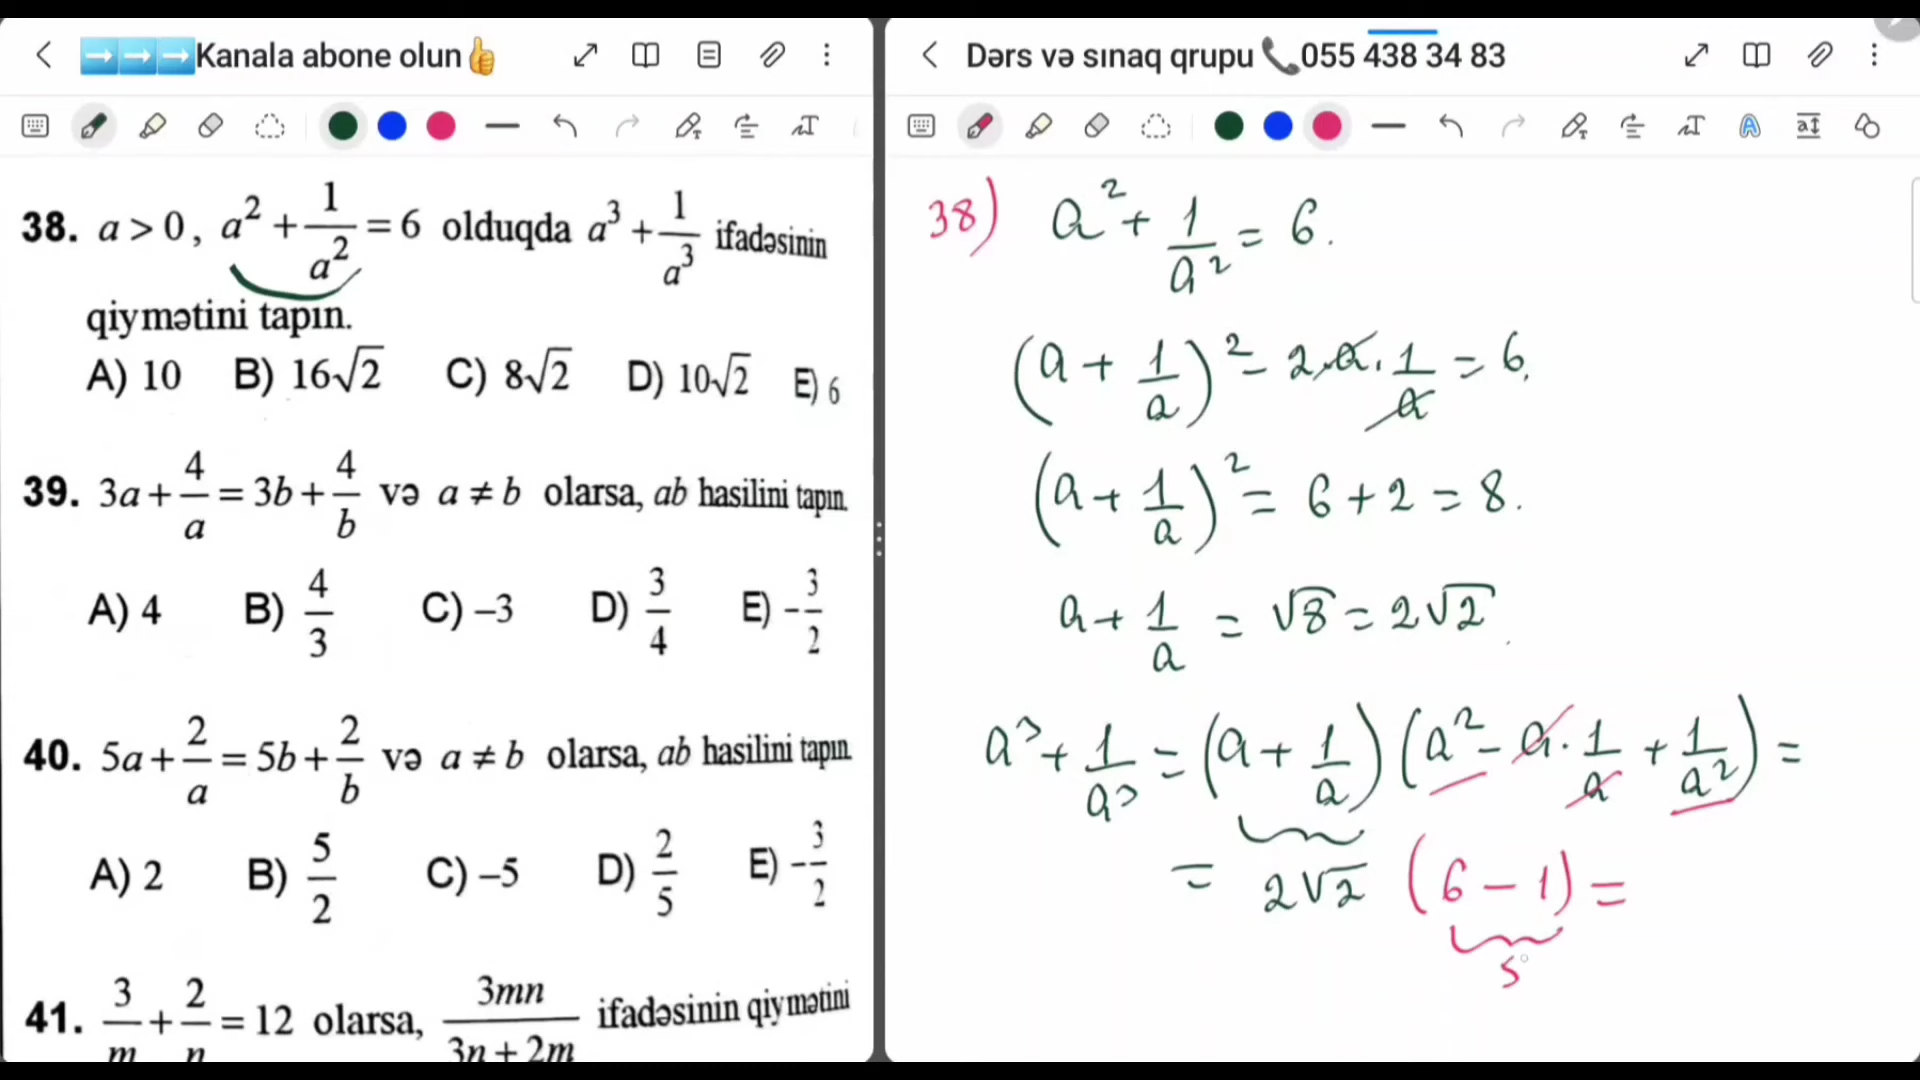 ➡️➡️➡️Kanala abone olun👍
38. a > 0, a² + 1/a² = 6 olduqda a³ + 1/a³ ifadəsinin
qiymətini tapın.
A) 10 B) 16√2 C) 8√2 D) 10√2 E) 6
39. 3a + 4/a = 3b + 4/b və a ≠ b olarsa, ab hasilini tapın.
A) 4 B) 4/3 C) –3 D) 3/4 E) -3/2
40. 5a + 2/a = 5b + 2/b və a ≠ b olarsa, ab hasilini tapın.
A) 2 B) 5/2 C) –5 D) 2/5 E) -3/2
41. 3/m + 2/n = 12 olarsa, 3mn/(3n + 2m) ifadəsinin qiymətini
Dərs və sınaq qrupu 📞055 438 34 83
38) a² + 1/a² = 6.
(a + 1/a)² – 2·a·1/a = 6.
(a + 1/a)² = 6 + 2 = 8.
a + 1/a = √8 = 2√2.
a³ + 1/a³ = (a + 1/a)(a² – a·1/a + 1/a²) =
= 2√2 (6 – 1) =
5